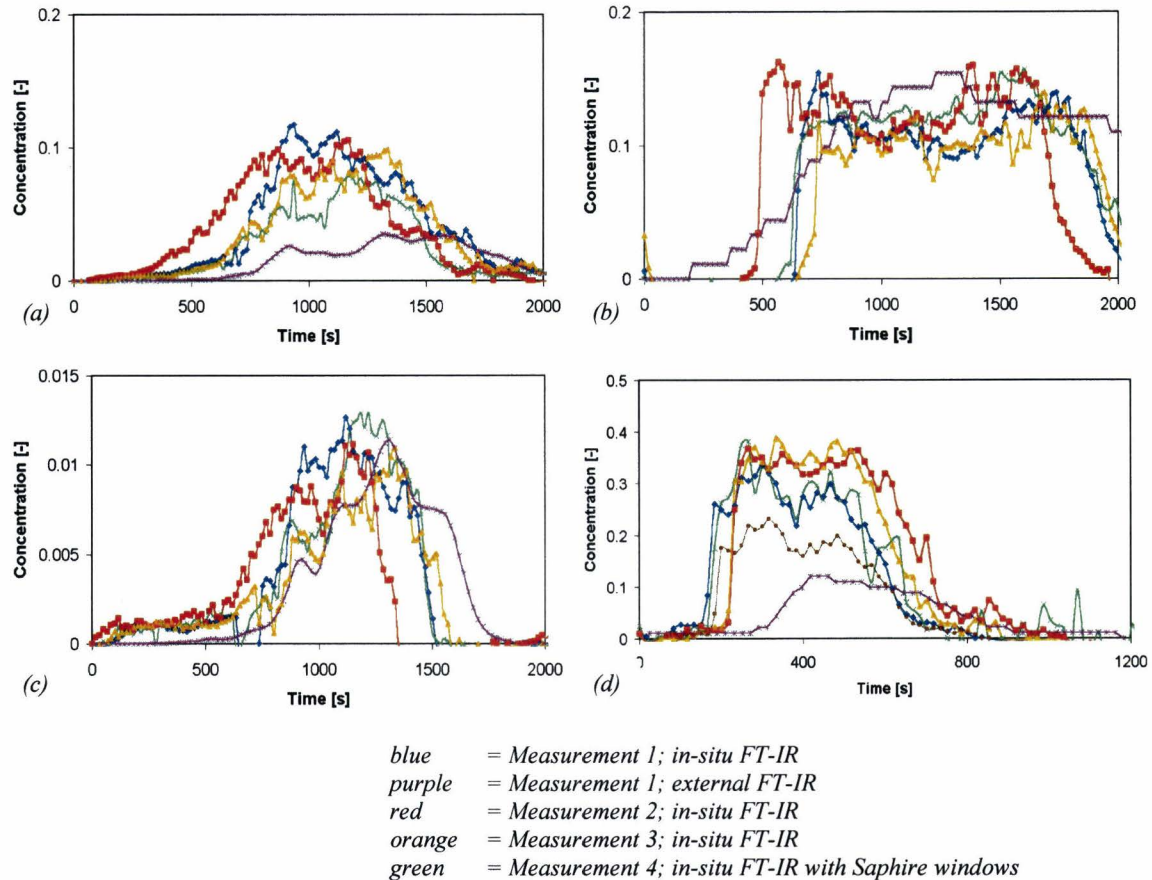 0.2
0.1
0
Concentration [-]
0
500
1000
1500
2000
Time [s]
(a)
0.2
0.1
0
Concentration [-]
0
500
1000
1500
2000
Time [s]
(b)
0.015
0.01
0.005
0
Concentration [-]
0
500
1000
1500
2000
Time [s]
(c)
0.5
0.4
0.3
0.2
0.1
0
Concentration [-]
400
800
1200
Time [s]
(d)
blue = Measurement 1; in-situ FT-IR
purple = Measurement 1; external FT-IR
red = Measurement 2; in-situ FT-IR
orange = Measurement 3; in-situ FT-IR
green = Measurement 4; in-situ FT-IR with Saphire windows